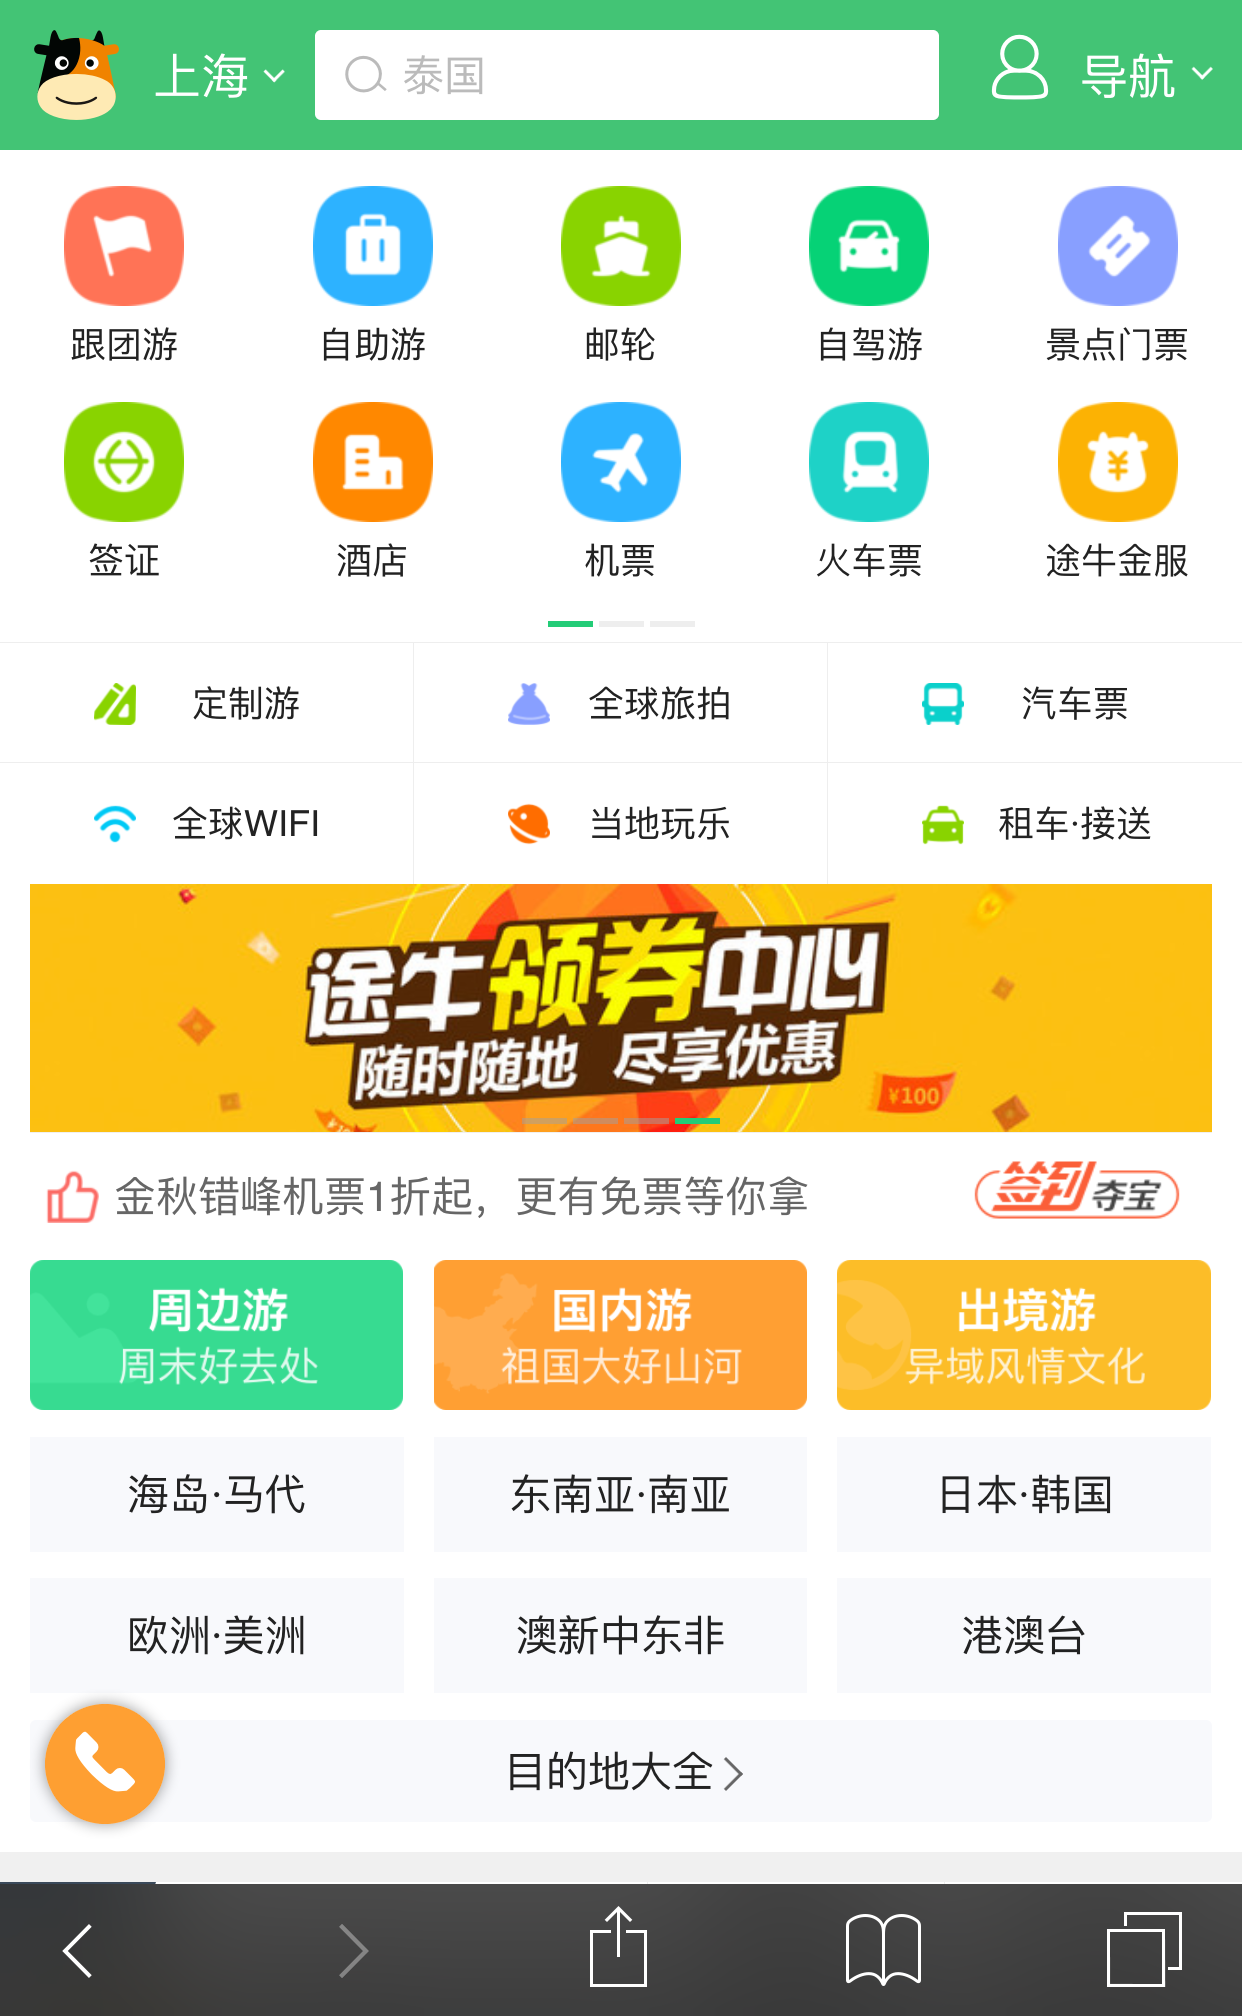 上海
泰国
导航
跟团游
自助游
邮轮
自驾游
景点门票
签证
酒店
机票
火车票
途牛金服
定制游
全球旅拍
汽车票
全球WIFI
当地玩乐
租车·接送
途牛领券中心
随时随地 尽享优惠
¥100
金秋错峰机票1折起，更有免票等你拿
签到夺宝
周边游
国内游
出境游
周末好去处
祖国大好山河
异域风情文化
海岛·马代
东南亚·南亚
日本·韩国
欧洲·美洲
澳新中东非
港澳台
目的地大全